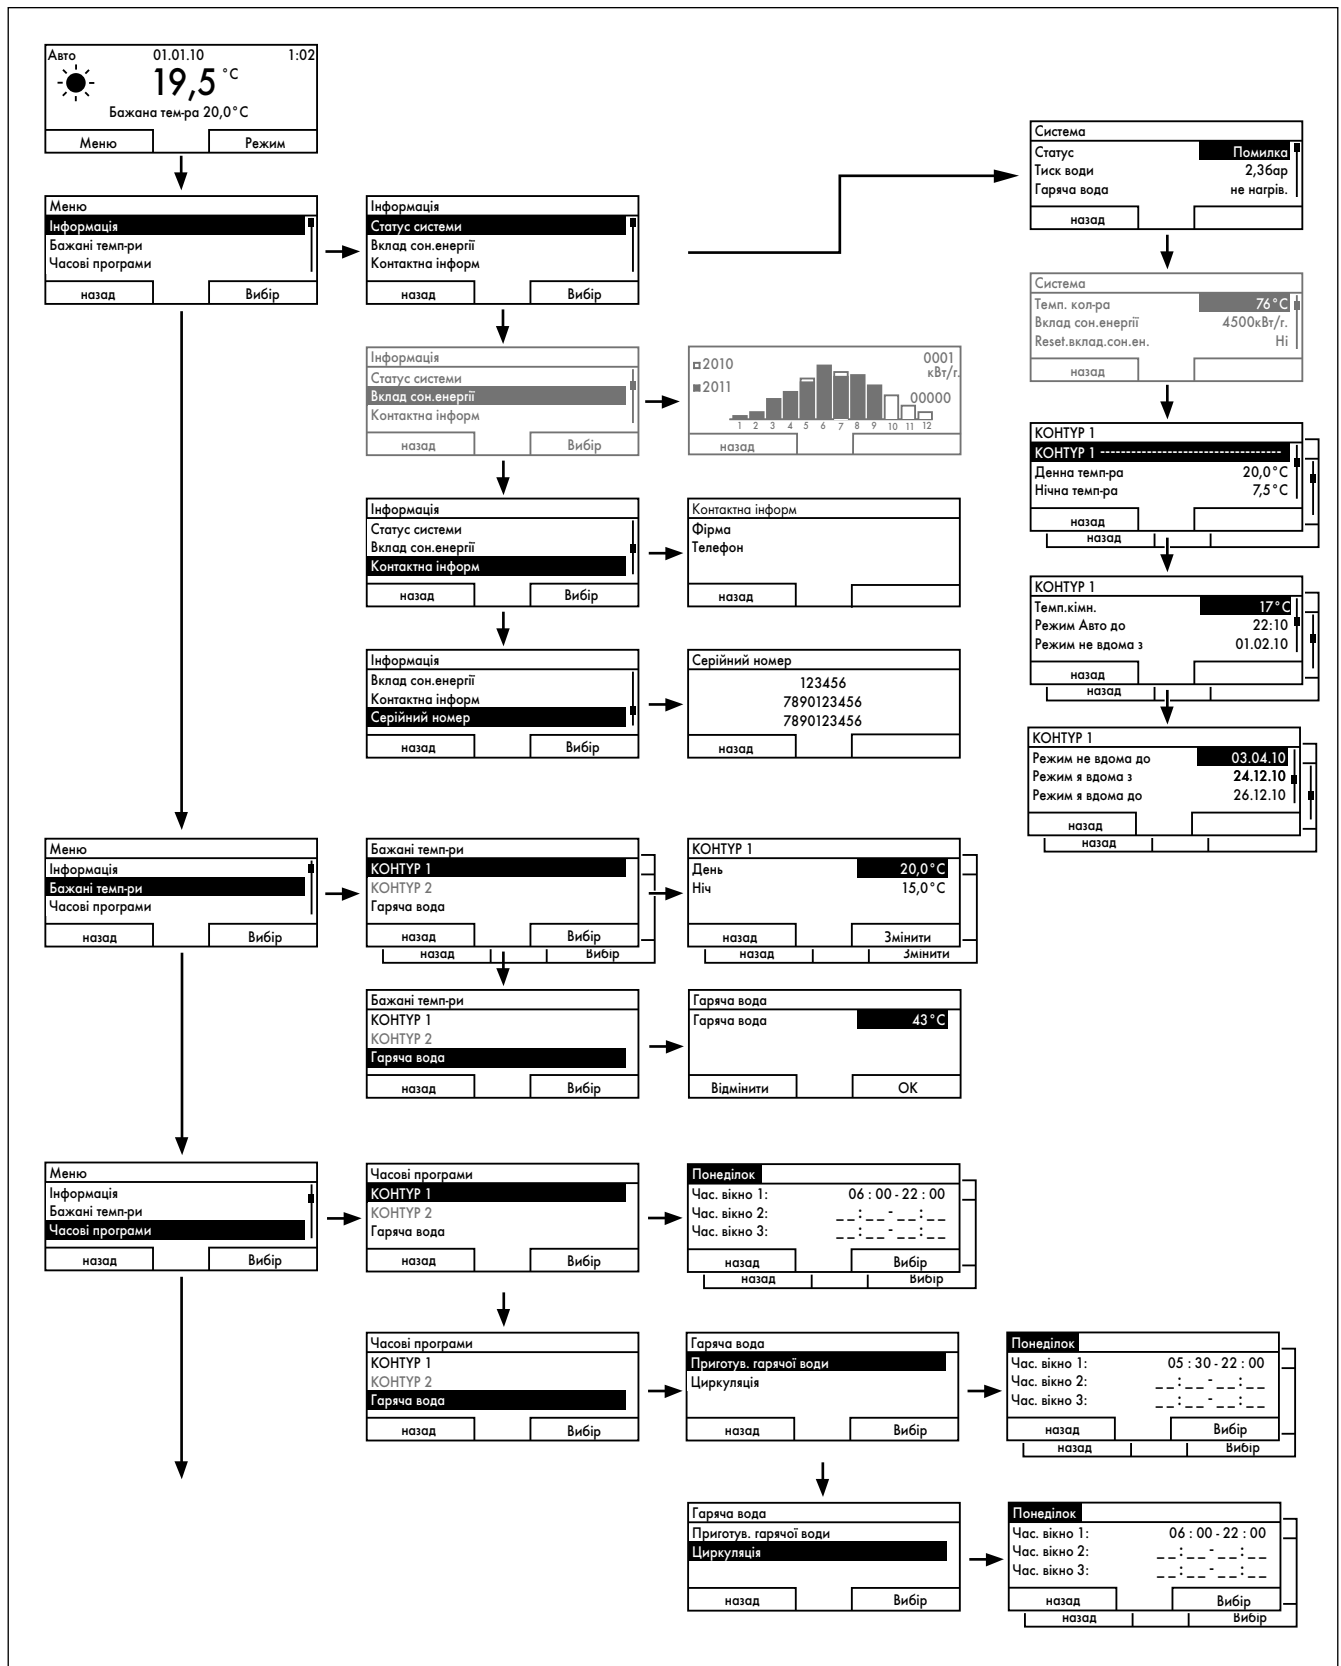 Авто 01.01.10 1:02
19,5 °C
Бажана тем-ра 20,0°C
Меню Режим
Меню
Інформація
Бажані темп-ри
Часові програми
назад Вибір
Інформація
Статус системи
Вклад сон.енергії
Контактна інформ
назад Вибір
Система
Статус Помилка
Тиск води 2,3бар
Гаряча вода не нагрів.
назад
Система
Темп. кол-ра 76°C
Вклад сон.енергії 4500кВт/г.
Reset.вклад.сон.ен. Ні
назад
Інформація
Статус системи
Вклад сон.енергії
Контактна інформ
назад Вибір
2010 0001
кВт/г.
2011
00000
1 2 3 4 5 6 7 8 9 10 11 12
назад
КОНТУР 1
КОНТУР 1 -----------------------------------
Денна темп-ра 20,0°C
Нічна темп-ра 7,5°C
назад
назад
Інформація
Статус системи
Вклад сон.енергії
Контактна інформ
назад Вибір
Контактна інформ
Фірма
Телефон
назад
КОНТУР 1
Темп.кімн. 17°C
Режим Авто до 22:10
Режим не вдома з 01.02.10
назад
назад
Інформація
Вклад сон.енергії
Контактна інформ
Серійний номер
назад Вибір
Серійний номер
123456
7890123456
7890123456
назад
КОНТУР 1
Режим не вдома до 03.04.10
Режим я вдома з 24.12.10
Режим я вдома до 26.12.10
назад
назад
Меню
Інформація
Бажані темп-ри
Часові програми
назад Вибір
Бажані темп-ри
КОНТУР 1
КОНТУР 2
Гаряча вода
назад Вибір
назад Вибір
КОНТУР 1
День 20,0°C
Ніч 15,0°C
назад Змінити
назад Змінити
Бажані темп-ри
КОНТУР 1
КОНТУР 2
Гаряча вода
назад Вибір
Гаряча вода
Гаряча вода 43°C
Відмінити ОК
Меню
Інформація
Бажані темп-ри
Часові програми
назад Вибір
Часові програми
КОНТУР 1
КОНТУР 2
Гаряча вода
назад Вибір
Понеділок
Час. вікно 1: 06 : 00 - 22 : 00
Час. вікно 2: _ _ : _ _ - _ _ : _ _
Час. вікно 3: _ _ : _ _ - _ _ : _ _
назад Вибір
назад Вибір
Часові програми
КОНТУР 1
КОНТУР 2
Гаряча вода
назад Вибір
Гаряча вода
Приготув. гарячої води
Циркуляція
назад Вибір
Понеділок
Час. вікно 1: 05 : 30 - 22 : 00
Час. вікно 2: _ _ : _ _ - _ _ : _ _
Час. вікно 3: _ _ : _ _ - _ _ : _ _
назад Вибір
назад Вибір
Гаряча вода
Приготув. гарячої води
Циркуляція
назад Вибір
Понеділок
Час. вікно 1: 06 : 00 - 22 : 00
Час. вікно 2: _ _ : _ _ - _ _ : _ _
Час. вікно 3: _ _ : _ _ - _ _ : _ _
назад Вибір
назад Вибір